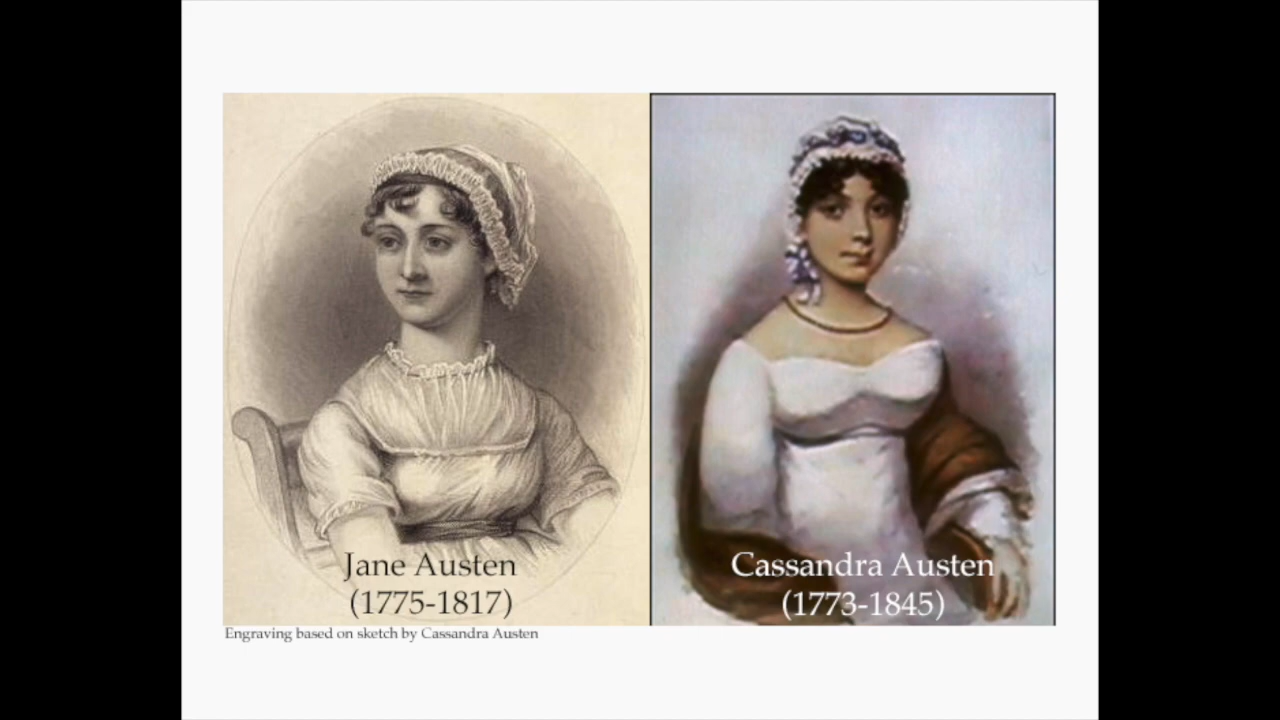 Jane Austen
(1775-1817)
Engraving based on sketch by Cassandra Austen
Cassandra Austen
(1773-1845)